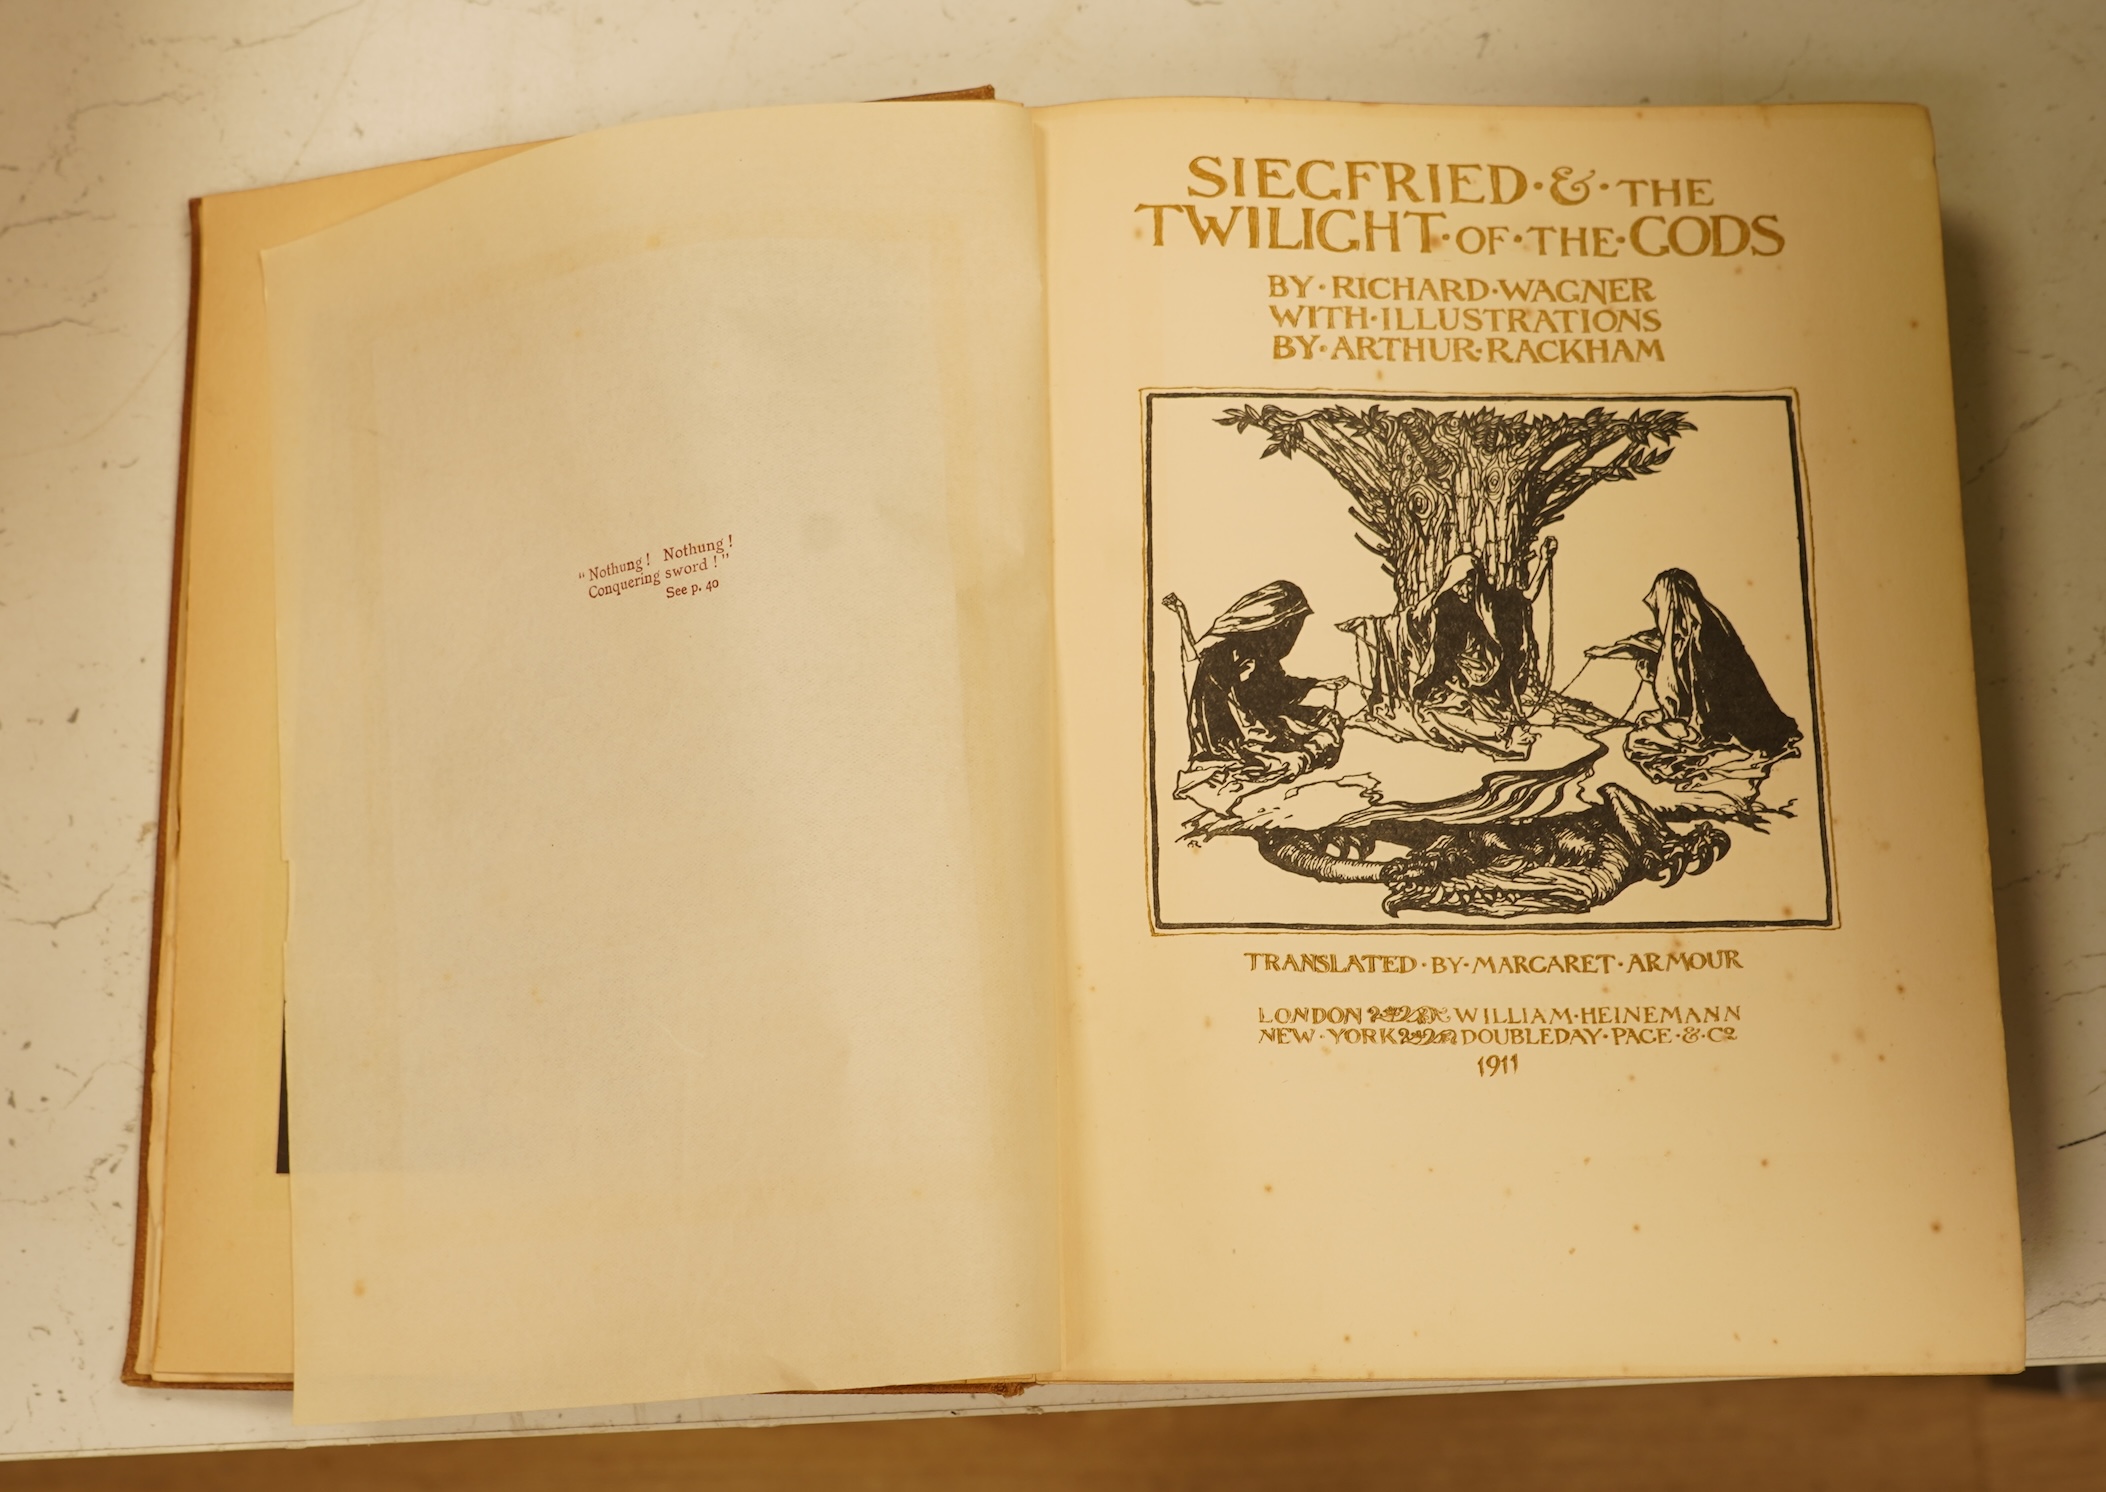 “Nothung! Nothung!
Conquering sword!”
See p. 40
SIEGFRIED·&·THE
TWILIGHT·OF·THE·GODS
BY·RICHARD·WAGNER
WITH·ILLUSTRATIONS
BY·ARTHUR·RACKHAM
AR
TRANSLATED·BY·MARGARET·ARMOUR
LONDON WILLIAM·HEINEMANN
NEW·YORK DOUBLEDAY·PAGE·&·Cº
1911